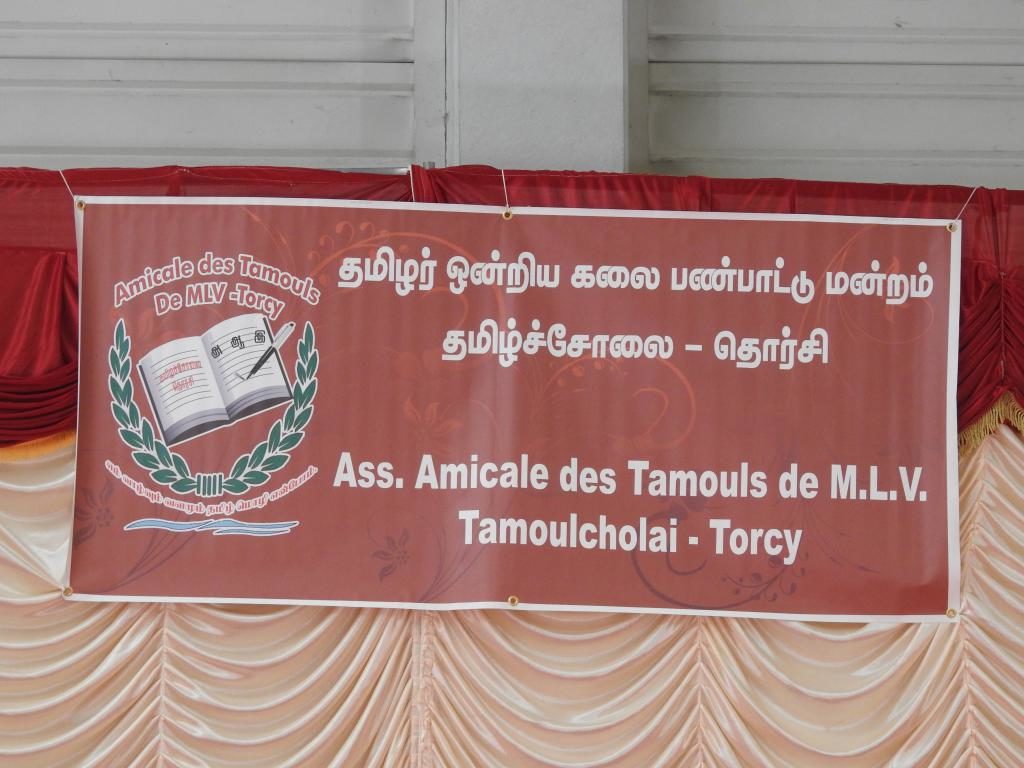 Amicale des Tamouls
De MLV -Torcy
அ ஆ இ
தமிழ்ச்சோலை
தொர்சி
தமிழர் ஒன்றிய கலை பண்பாட்டு மன்றம்
தமிழ்ச்சோலை – தொர்சி
Ass. Amicale des Tamouls de M.L.V.
Tamoulcholai - Torcy